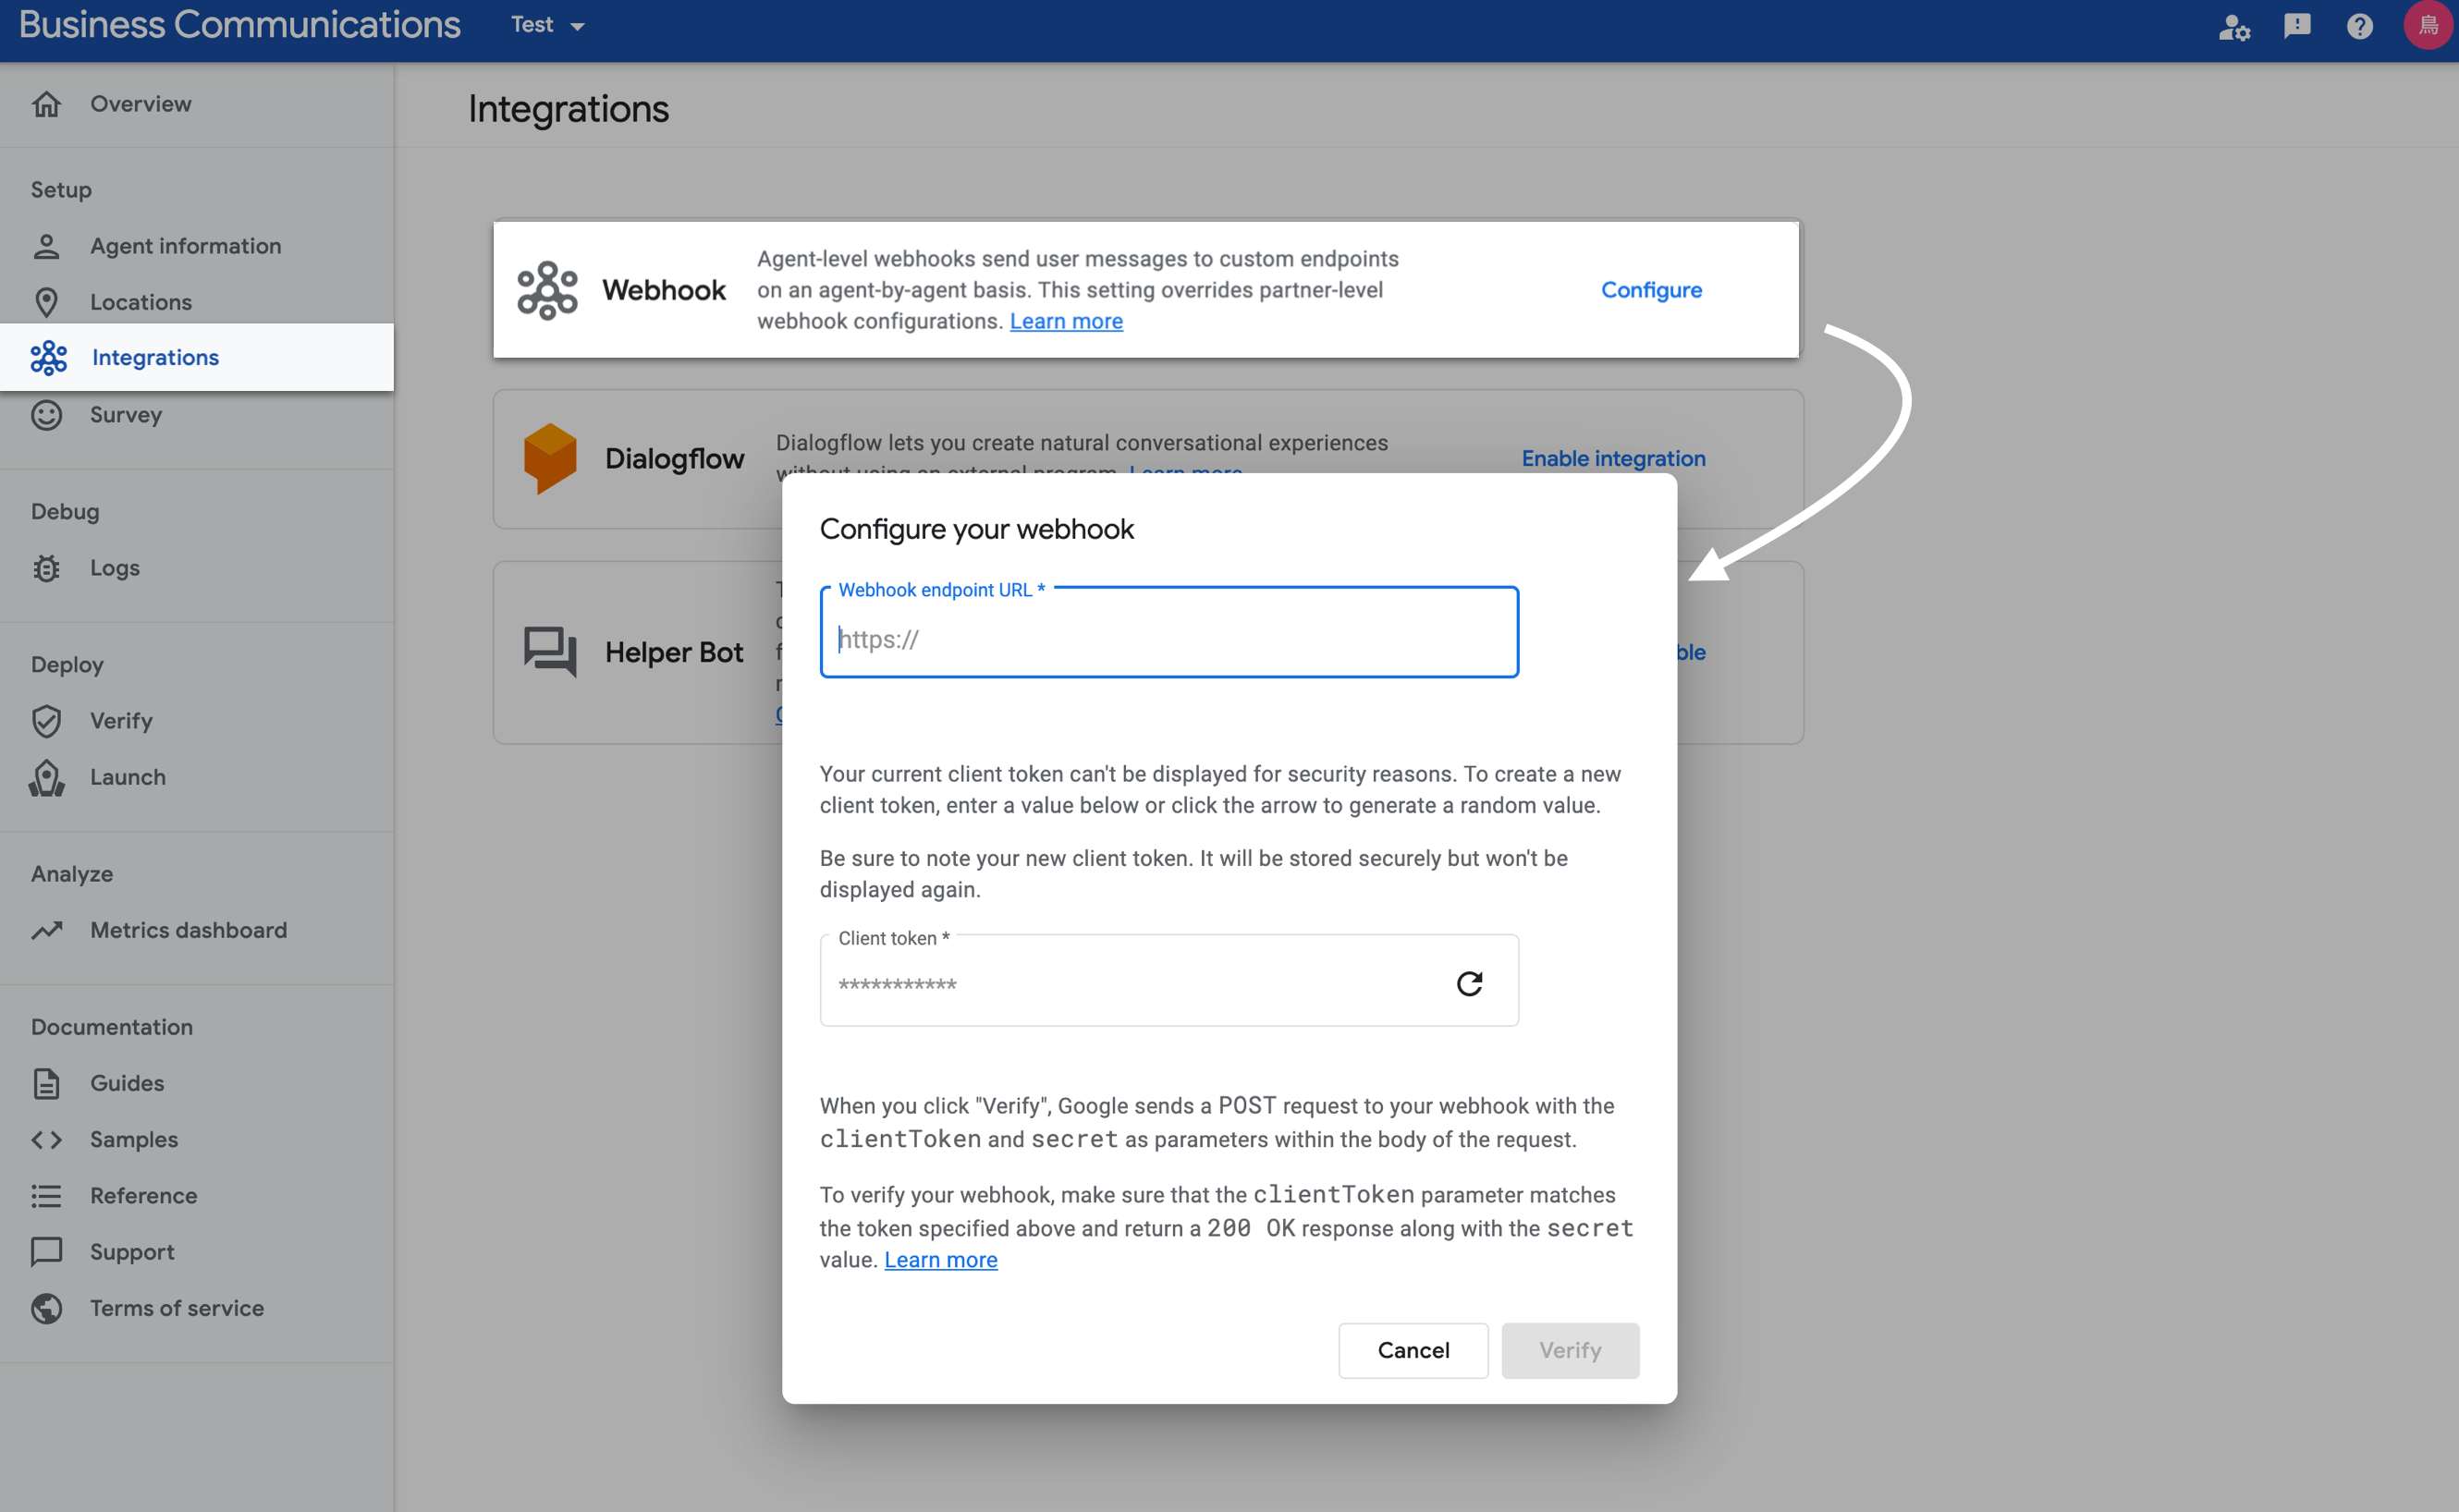 Business Communications
Test
鳥
Overview
Setup
Agent information
Locations
Integrations
Survey
Debug
Logs
Deploy
Verify
Launch
Analyze
Metrics dashboard
Documentation
Guides
Samples
Reference
Support
Terms of service
Integrations
Webhook
Agent-level webhooks send user messages to custom endpoints
on an agent-by-agent basis. This setting overrides partner-level
webhook configurations. Learn more
Configure
Dialogflow
Dialogflow lets you create natural conversational experiences
without using an external program. Learn more
Enable integration
Helper Bot
Configure your webhook
Webhook endpoint URL *
https://
Your current client token can't be displayed for security reasons. To create a new
client token, enter a value below or click the arrow to generate a random value.
Be sure to note your new client token. It will be stored securely but won't be
displayed again.
Client token *
***********
When you click "Verify", Google sends a POST request to your webhook with the
clientToken and secret as parameters within the body of the request.
To verify your webhook, make sure that the clientToken parameter matches
the token specified above and return a 200 OK response along with the secret
value. Learn more
Cancel
Verify